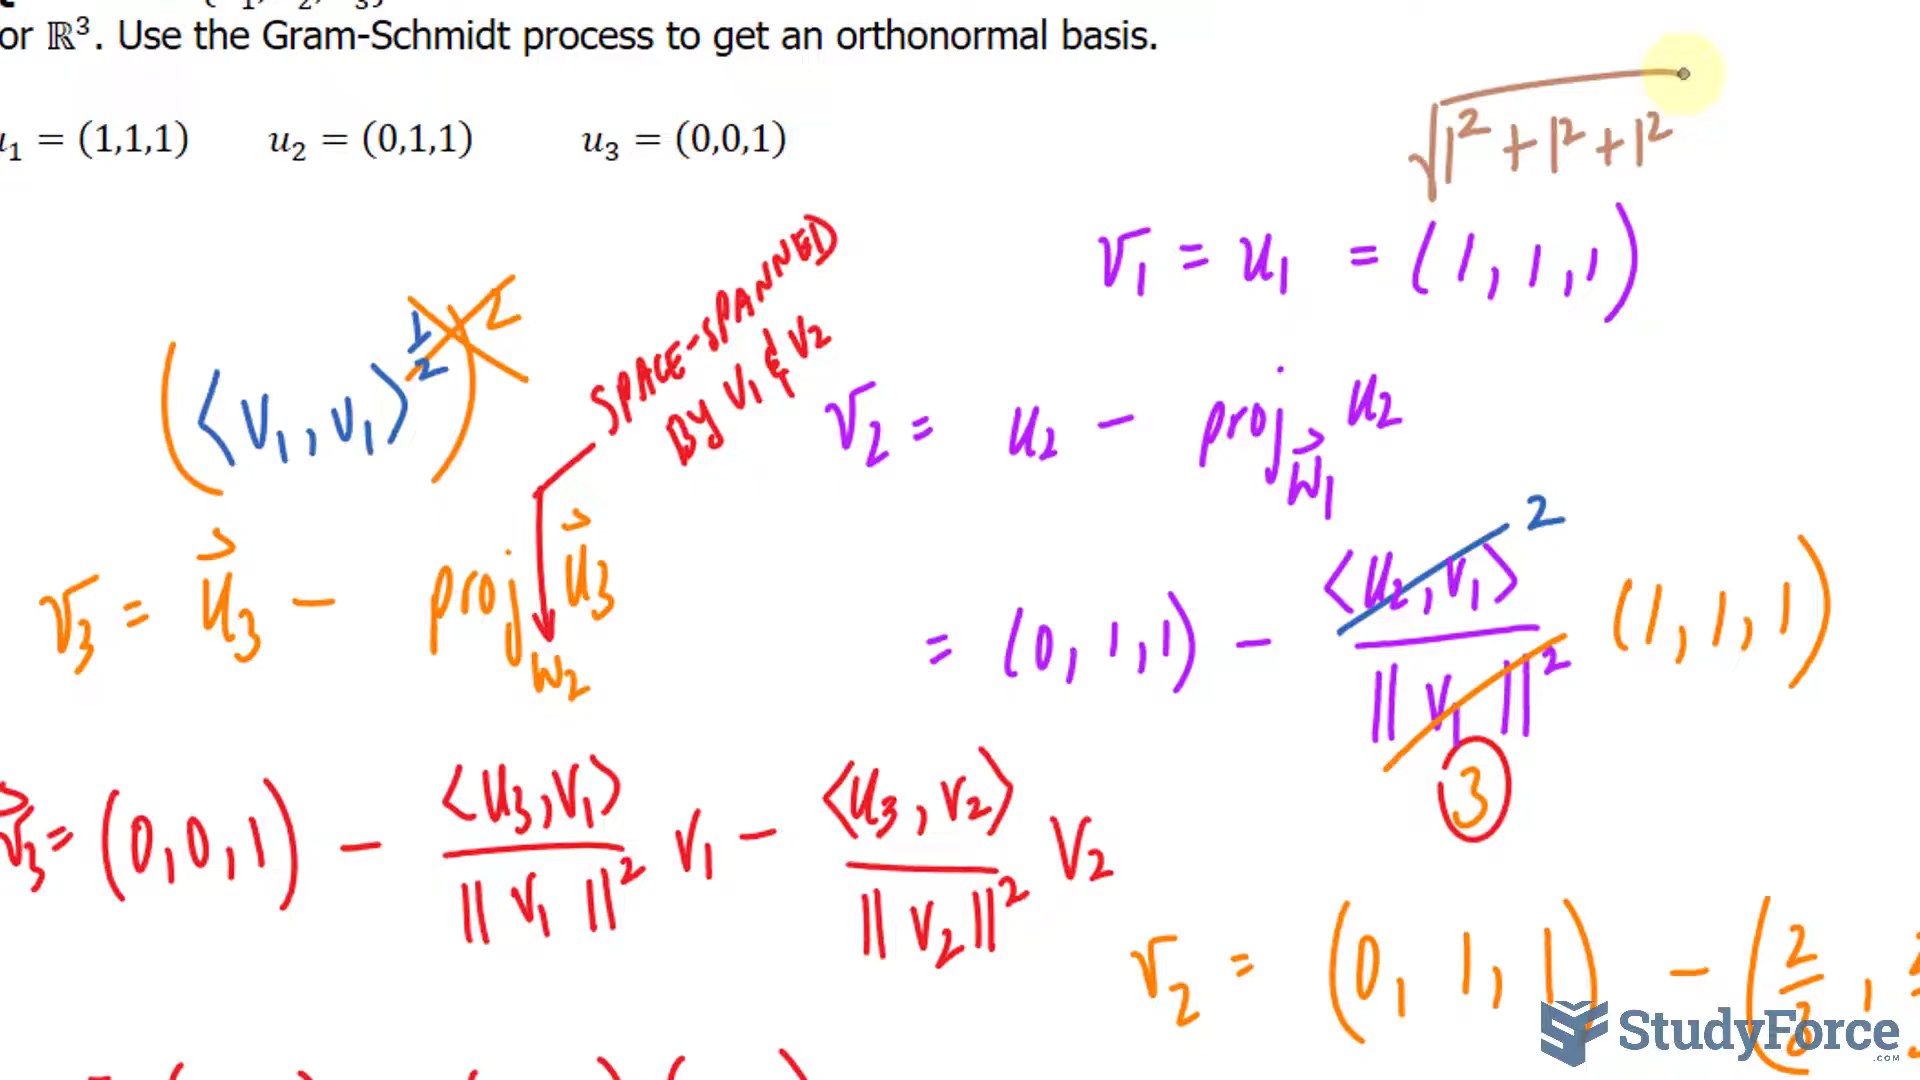 or ℝ³. Use the Gram-Schmidt process to get an orthonormal basis.
u₁ = (1,1,1) u₂ = (0,1,1) u₃ = (0,0,1)
√1² + 1² + 1²
v₁ = u₁ = (1, 1, 1)
(⟨v₁, v₁⟩^1/2)^2
SPACE-SPANNED
BY V₁ & V₂
v₂ = u₂ − proj_W₁ u₂
= (0, 1, 1) − ⟨u₂, v₁⟩ / ||v₁||² (1, 1, 1)
2
3
v₃ = u₃ − proj_W₂ u₃
v₃ = (0, 0, 1) − ⟨u₃, v₁⟩ / ||v₁||² v₁ − ⟨u₃, v₂⟩ / ||v₂||² v₂
v₂ = (0, 1, 1) − (2/3,
StudyForce
.COM